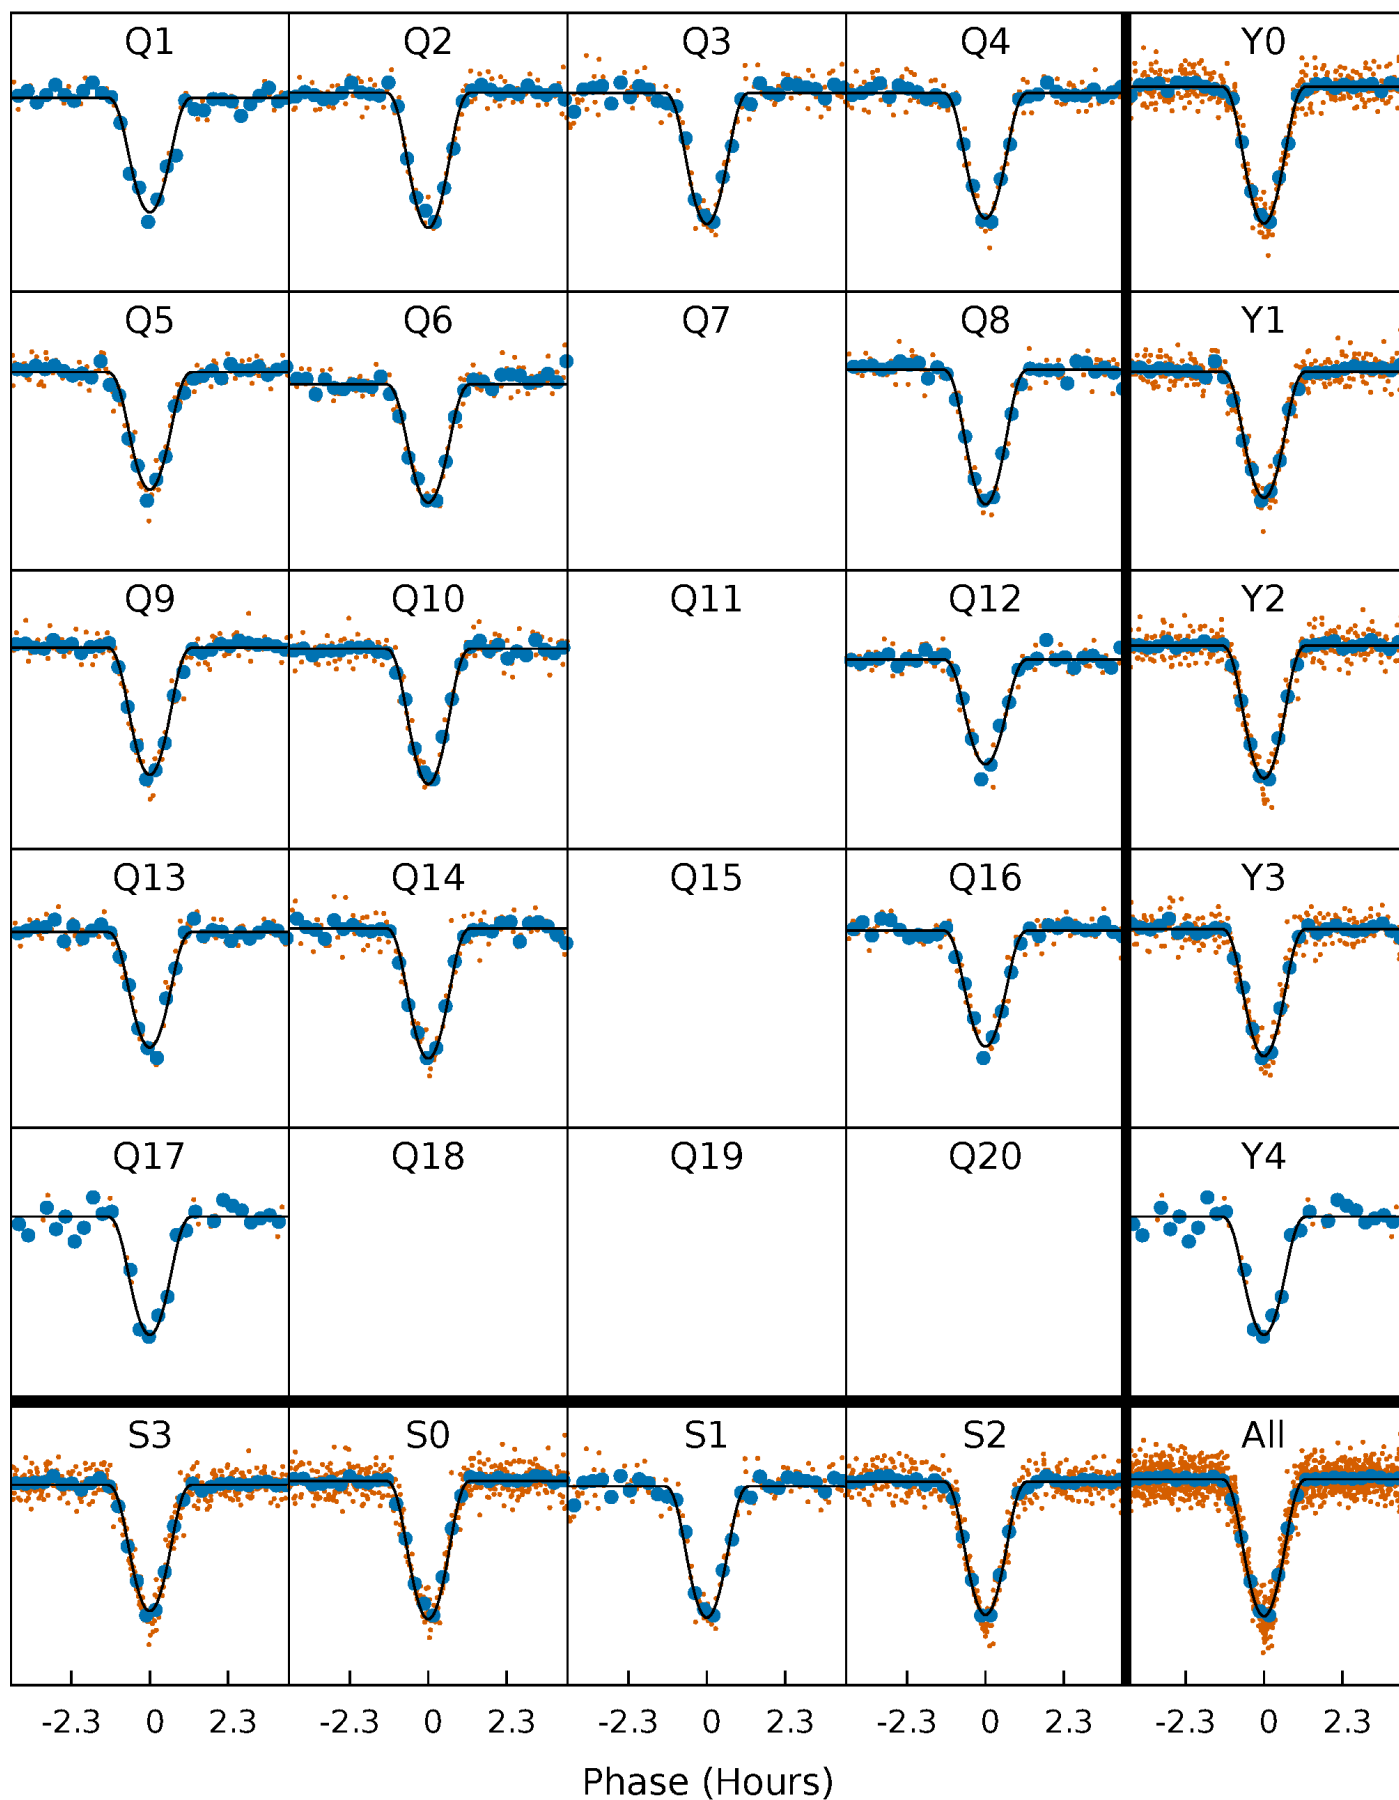 Q1 Q2 Q3 Q4 Y0
Q5 Q6 Q7 Q8 Y1
Q9 Q10 Q11 Q12 Y2
Q13 Q14 Q15 Q16 Y3
Q17 Q18 Q19 Q20 Y4
S3 S0 S1 S2 All
-2.3 0 2.3 -2.3 0 2.3 -2.3 0 2.3 -2.3 0 2.3 -2.3 0 2.3
Phase (Hours)